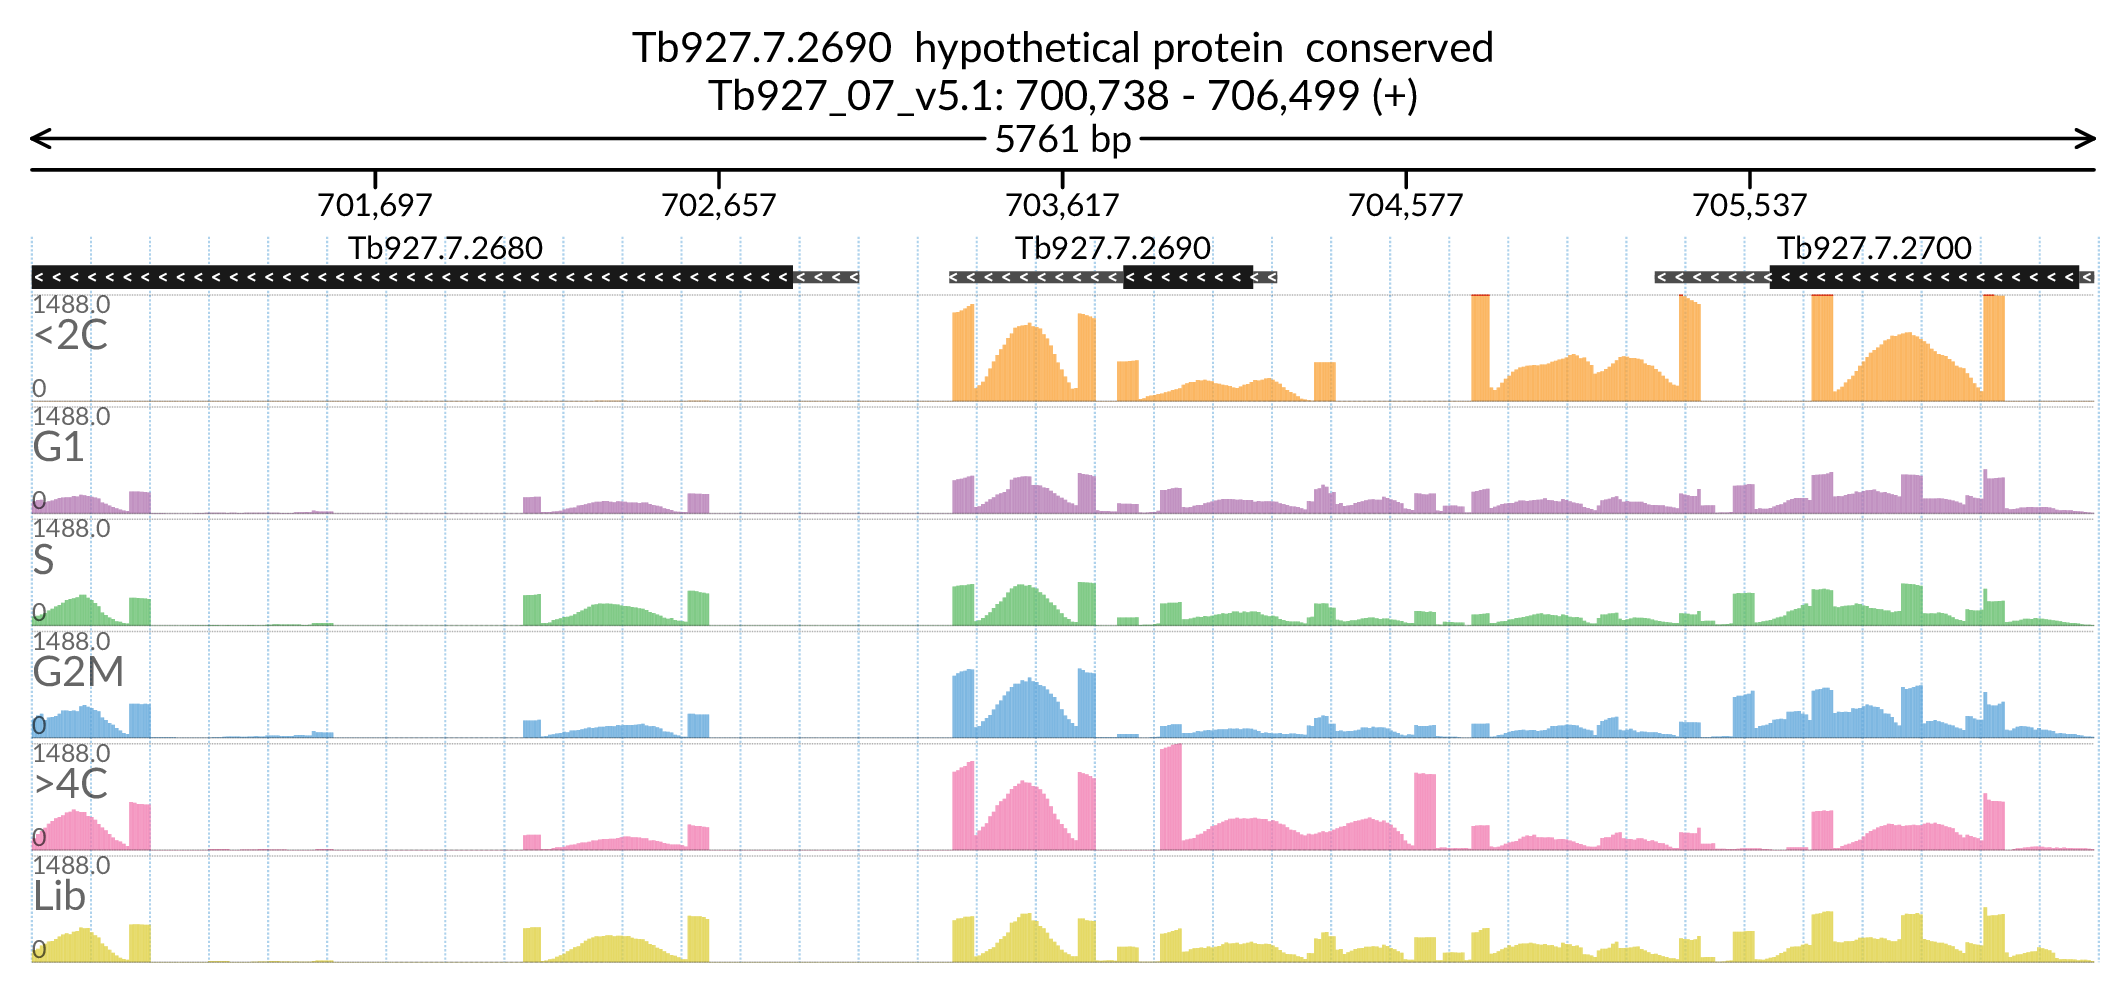 Tb927.7.2690 hypothetical protein conserved
Tb927_07_v5.1: 700,738 - 706,499 (+)
5761 bp
701,697 702,657 703,617 704,577 705,537
Tb927.7.2680 Tb927.7.2690 Tb927.7.2700
1488.0
<2C
0
1488.0
G1
0
1488.0
S
0
1488.0
G2M
0
1488.0
>4C
0
1488.0
Lib
0